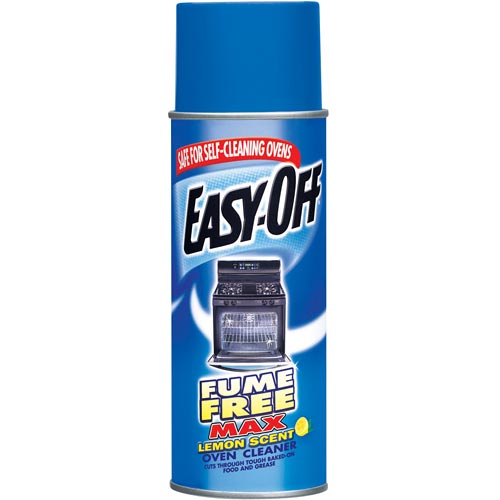 SAFE FOR SELF-CLEANING OVENS
EASY-OFF
FUME
FREE
MAX
LEMON SCENT
OVEN CLEANER
CUTS THROUGH TOUGH BAKED-ON
FOOD AND GREASE